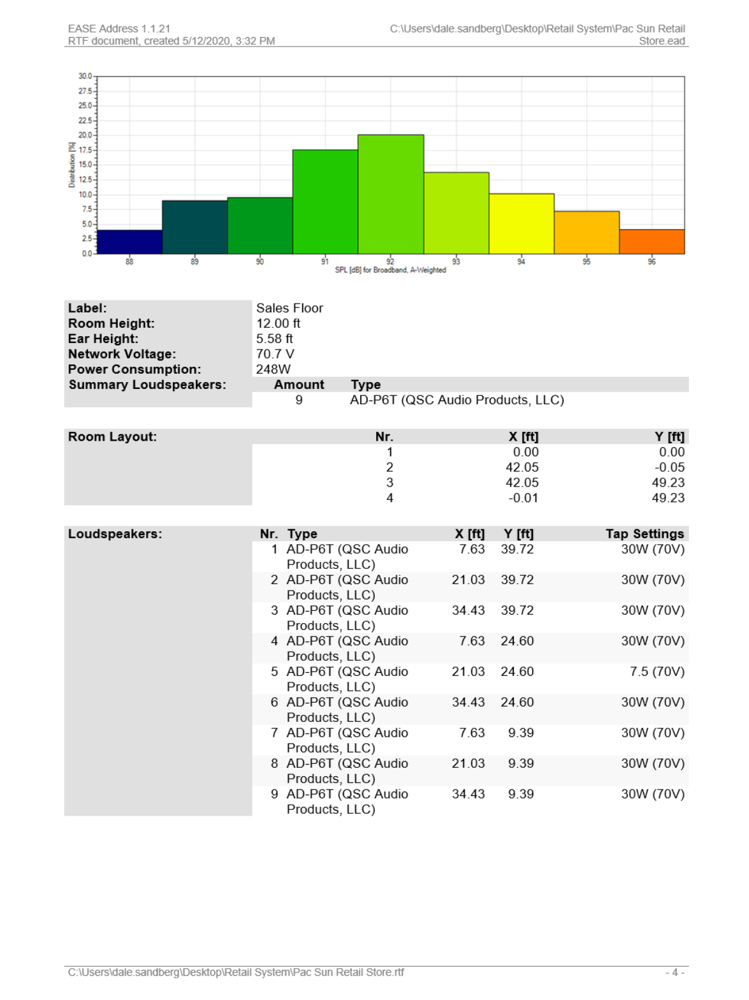 EASE Address 1.1.21
C:\Users\dale.sandberg\Desktop\Retail System\Pac Sun Retail
RTF document, created 5/12/2020, 3:32 PM
Store.ead
30.0
27.5
25.0
22.5
20.0
17.5
15.0
12.5
10.0
7.5
5.0
2.5
0.0
Distribution [%]
88 89 90 91 92 93 94 95 96
SPL [dB] for Broadband, A-Weighted
Label: Sales Floor
Room Height: 12.00 ft
Ear Height: 5.58 ft
Network Voltage: 70.7 V
Power Consumption: 248W
Summary Loudspeakers: Amount Type
9 AD-P6T (QSC Audio Products, LLC)
Room Layout: Nr. X [ft] Y [ft]
1 0.00 0.00
2 42.05 -0.05
3 42.05 49.23
4 -0.01 49.23
Loudspeakers: Nr. Type X [ft] Y [ft] Tap Settings
1 AD-P6T (QSC Audio 7.63 39.72 30W (70V)
Products, LLC)
2 AD-P6T (QSC Audio 21.03 39.72 30W (70V)
Products, LLC)
3 AD-P6T (QSC Audio 34.43 39.72 30W (70V)
Products, LLC)
4 AD-P6T (QSC Audio 7.63 24.60 30W (70V)
Products, LLC)
5 AD-P6T (QSC Audio 21.03 24.60 7.5 (70V)
Products, LLC)
6 AD-P6T (QSC Audio 34.43 24.60 30W (70V)
Products, LLC)
7 AD-P6T (QSC Audio 7.63 9.39 30W (70V)
Products, LLC)
8 AD-P6T (QSC Audio 21.03 9.39 30W (70V)
Products, LLC)
9 AD-P6T (QSC Audio 34.43 9.39 30W (70V)
Products, LLC)
C:\Users\dale.sandberg\Desktop\Retail System\Pac Sun Retail Store.rtf
- 4 -